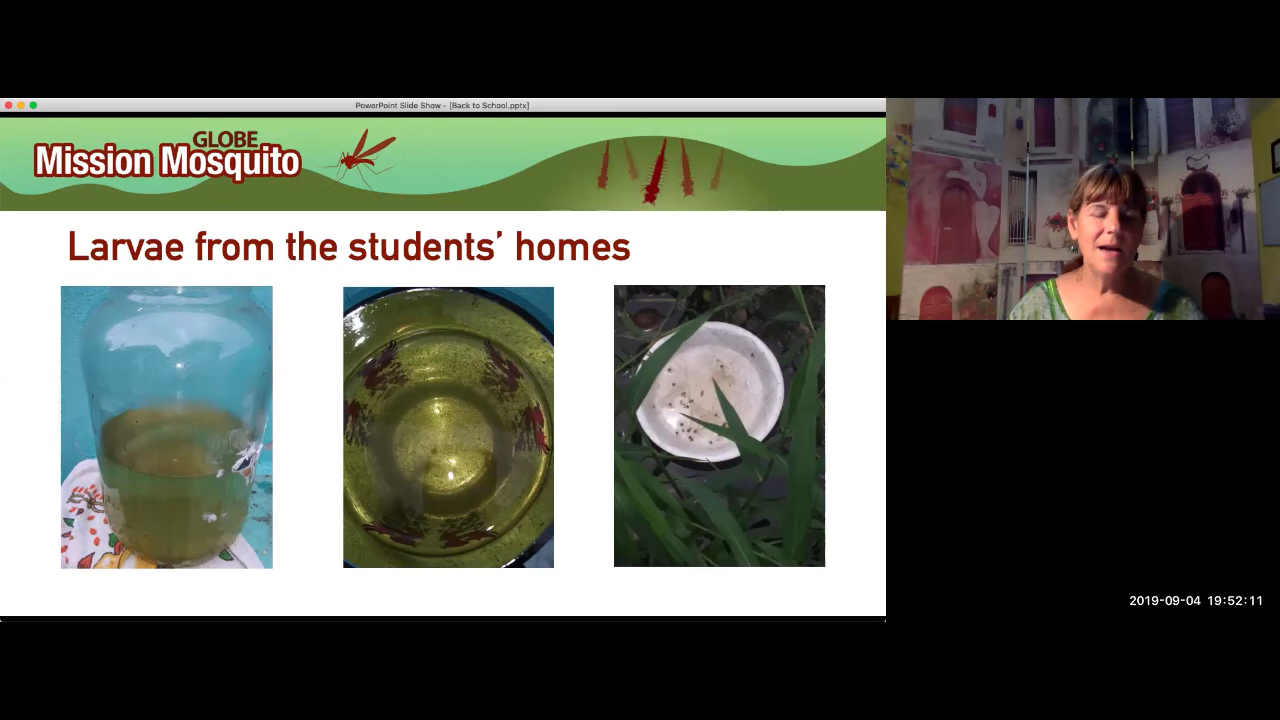 PowerPoint Slide Show - [Back to School.pptx]
GLOBE
Mission Mosquito
Larvae from the students' homes
2019-09-04 19:52:11